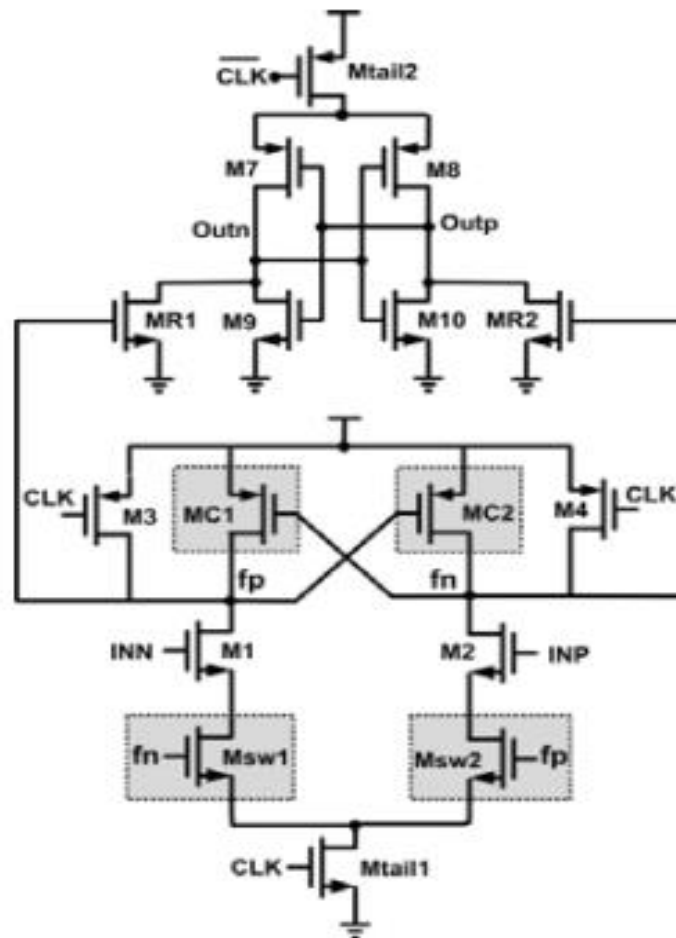 CLK
Mtail2
M7
M8
Outn
Outp
MR1
M9
M10
MR2
CLK
M3
MC1
MC2
M4
CLK
fp
fn
INN
M1
M2
INP
fn
Msw1
Msw2
fp
CLK
Mtail1